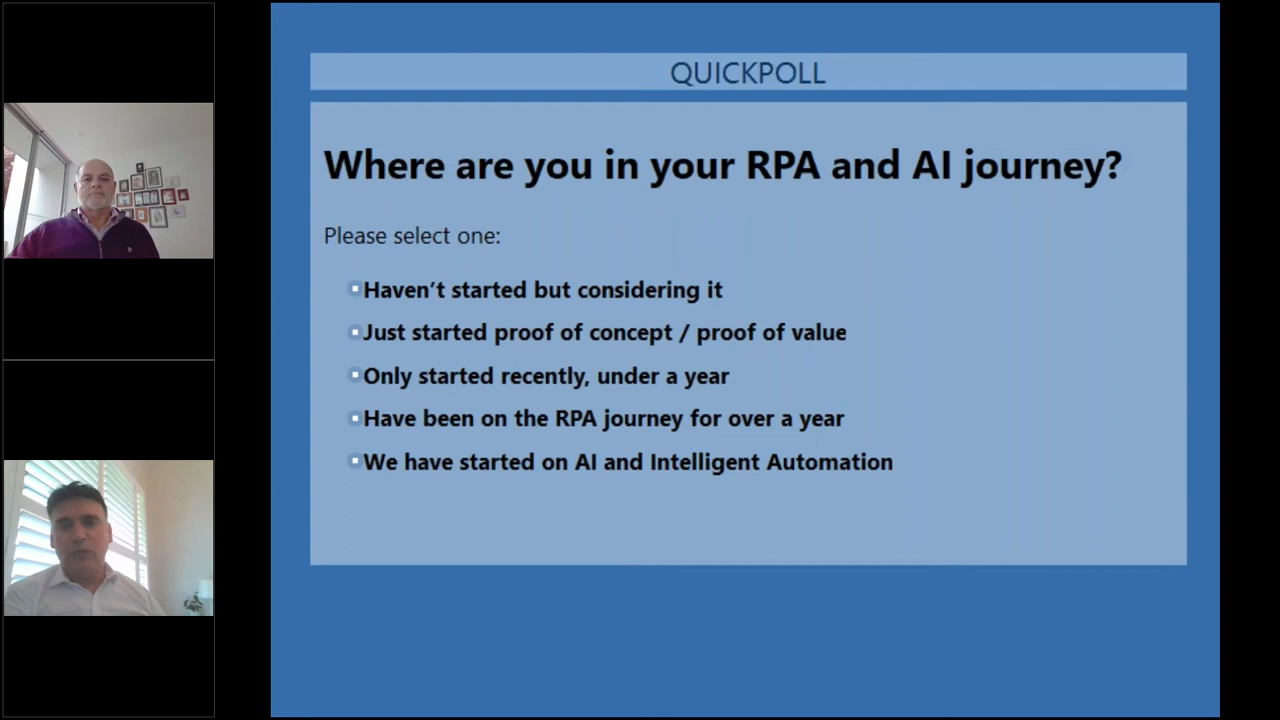 QUICKPOLL
Where are you in your RPA and AI journey?
Please select one:
Haven’t started but considering it
Just started proof of concept / proof of value
Only started recently, under a year
Have been on the RPA journey for over a year
We have started on AI and Intelligent Automation